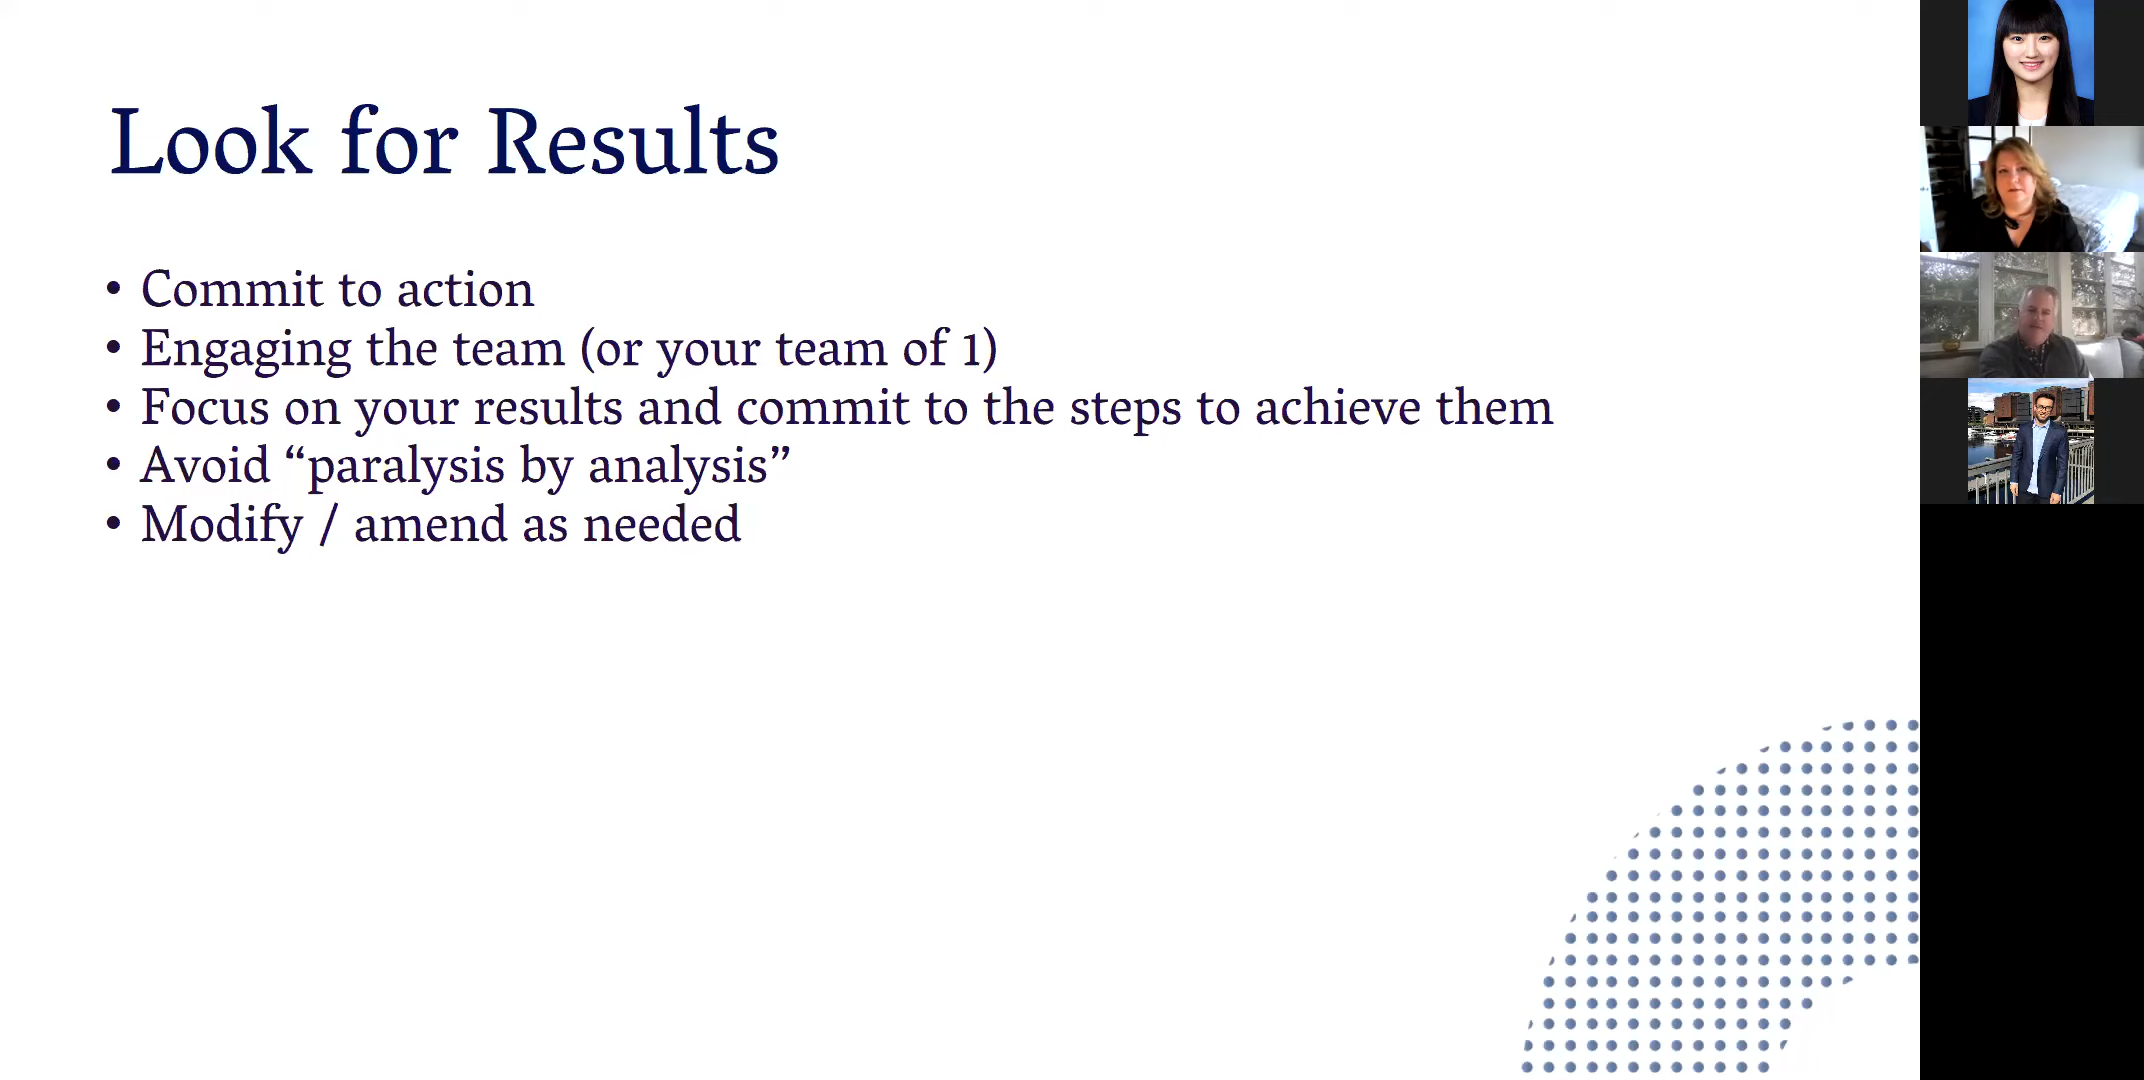 Look for Results
• Commit to action
• Engaging the team (or your team of 1)
• Focus on your results and commit to the steps to achieve them
• Avoid “paralysis by analysis”
• Modify / amend as needed